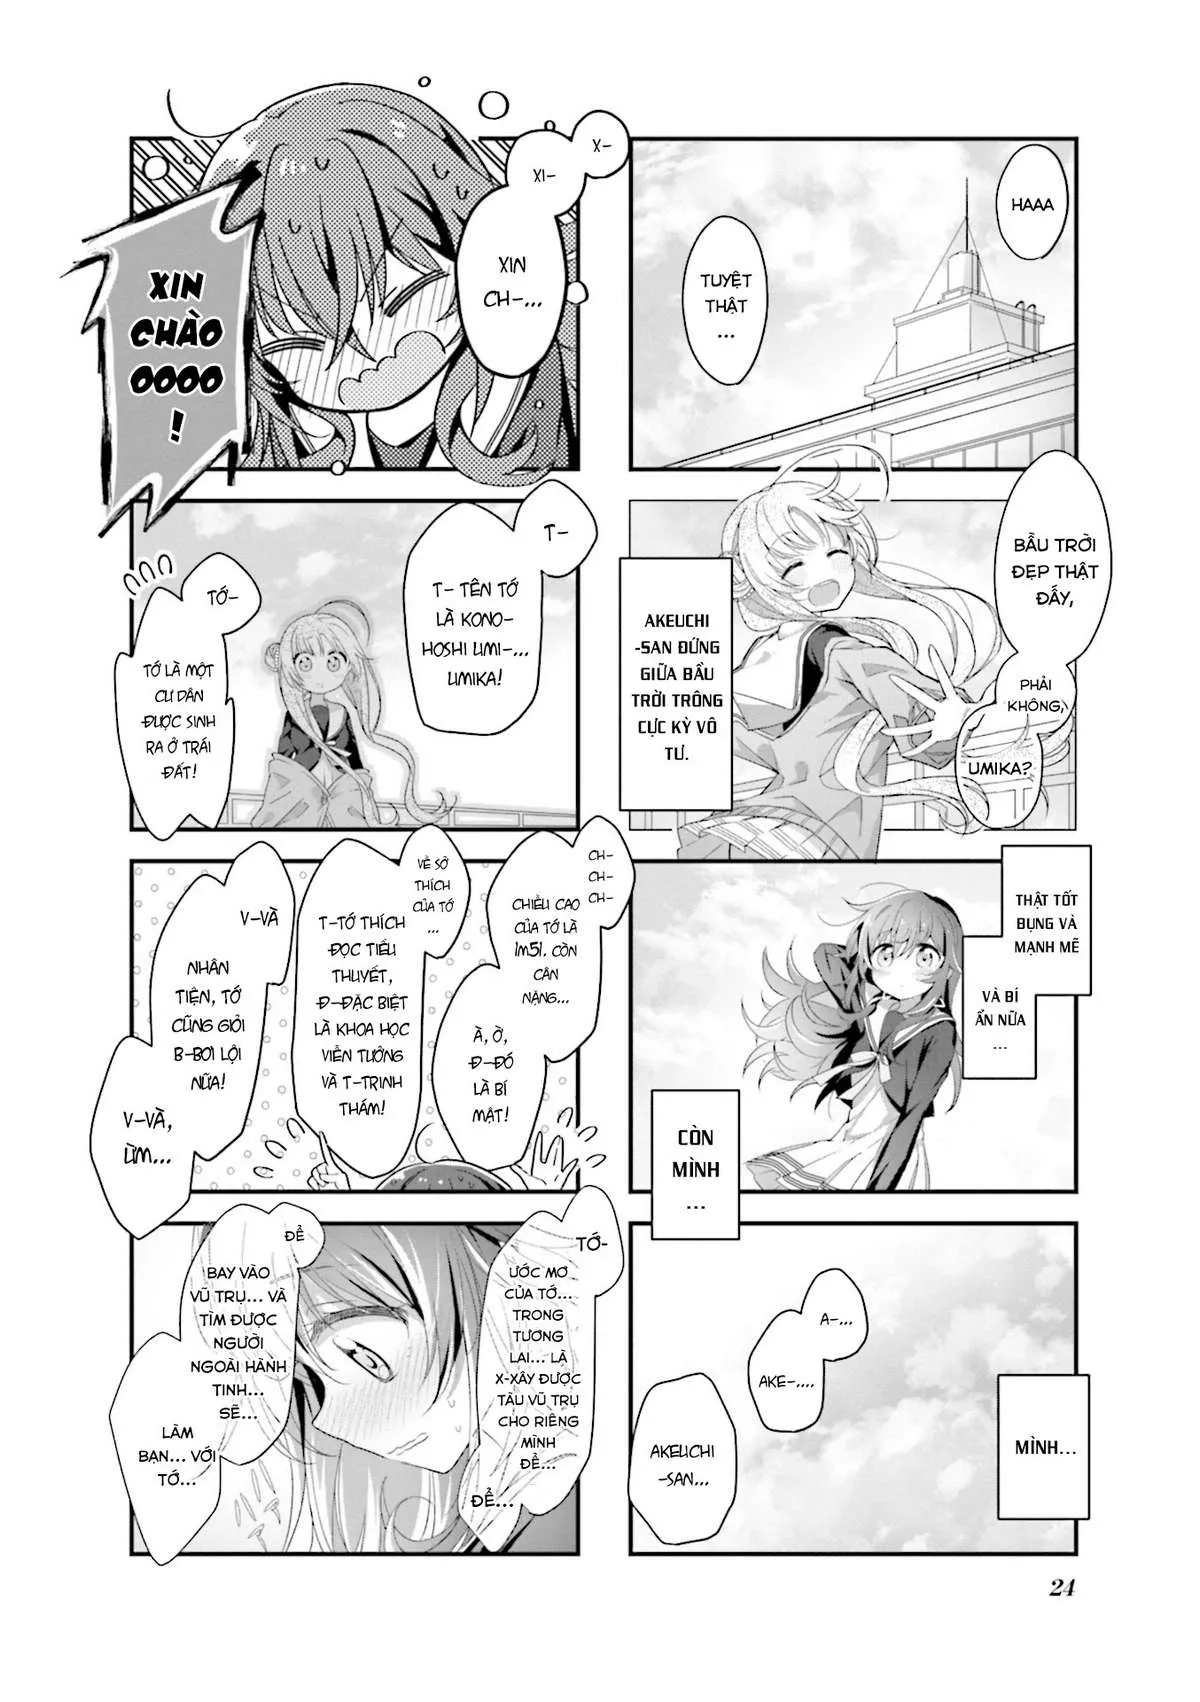 HAAA
TUYỆT
THẬT
...
BẦU TRỜI
ĐẸP THẬT
ĐẤY,
PHẢI
KHÔNG,
UMIKA?
AKEUCHI
-SAN ĐỨNG
GIỮA BẦU
TRỜI TRÔNG
CỰC KỲ VÔ
TƯ.
THẬT TỐT
BỤNG VÀ
MẠNH MẼ
VÀ BÍ
ẨN NỮA
...
CÒN
MÌNH
...
MÌNH...
A-...
AKE-....
AKEUCHI
-SAN...
X-
XI-
XIN
CH-...
XIN
CHÀO
OOOO
!
T-
T- TÊN TỚ
LÀ KONO-
HOSHI UMI-...
UMIKA!
TỚ-
TỚ LÀ MỘT
CƯ DÂN
ĐƯỢC SINH
RA Ở TRÁI
ĐẤT!
CH-
CH-
CH-
CHIỀU CAO
CỦA TỚ LÀ
1M51. CÒN
CÂN
NẶNG...
À, Ờ,
Đ-ĐÓ
LÀ BÍ
MẬT!
VỀ SỞ
THÍCH
CỦA TỚ
...
T-TỚ THÍCH
ĐỌC TIỂU
THUYẾT,
Đ-ĐẶC BIỆT
LÀ KHOA HỌC
VIỄN TƯỞNG
VÀ T-TRINH
THÁM!
V-VÀ
NHÂN
TIỆN, TỚ
CŨNG GIỎI
B-BƠI LỘI
NỮA!
V-VÀ,
ỪM...
TỚ-
ƯỚC MƠ
CỦA TỚ...
TRONG
TƯƠNG
LAI... LÀ
X-XÂY ĐƯỢC
TÀU VŨ TRỤ
CHO RIÊNG
MÌNH
ĐỂ...
ĐỂ...
ĐỂ
BAY VÀO
VŨ TRỤ... VÀ
TÌM ĐƯỢC
NGƯỜI
NGOÀI HÀNH
TINH...
SẼ...
LÀM
BẠN... VỚI
TỚ...
24